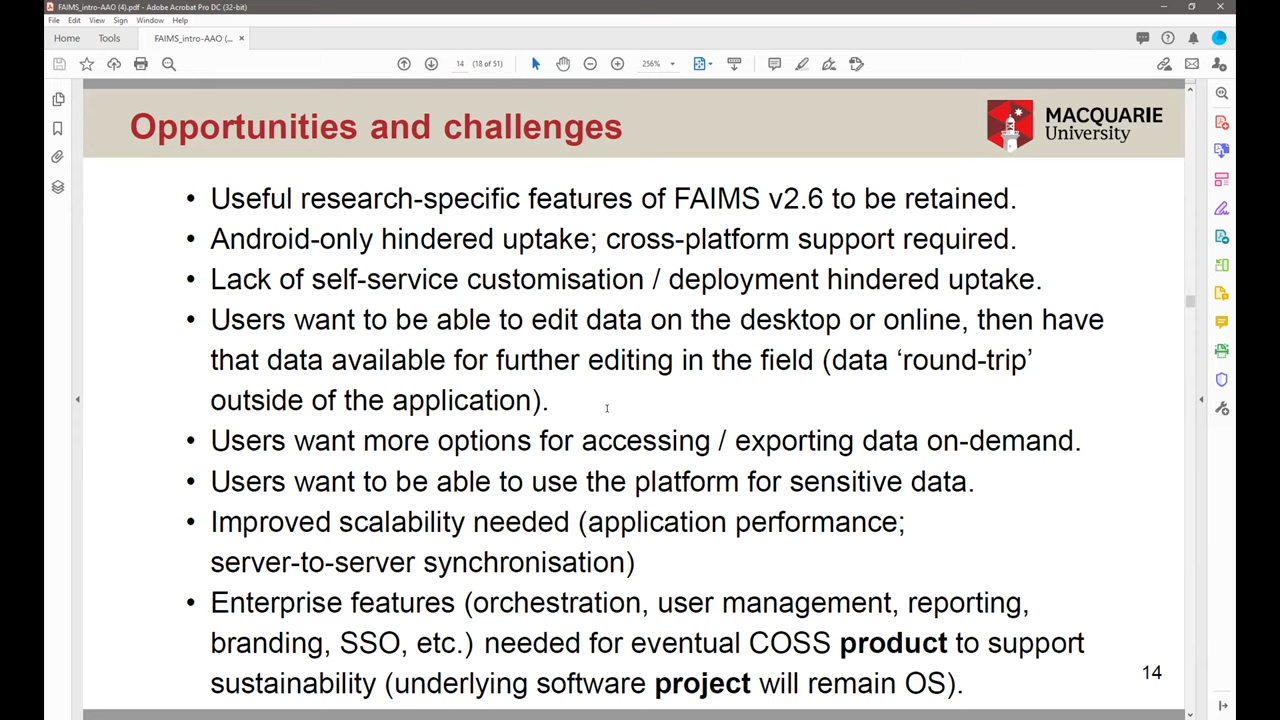 FAIMS_intro-AAO (4).pdf - Adobe Acrobat Pro DC (32-bit)
File Edit View Sign Window Help
Home Tools FAIMS_intro-AAO (... ×
14 (18 of 51) 256%
Opportunities and challenges
MACQUARIE
University
• Useful research-specific features of FAIMS v2.6 to be retained.
• Android-only hindered uptake; cross-platform support required.
• Lack of self-service customisation / deployment hindered uptake.
• Users want to be able to edit data on the desktop or online, then have
that data available for further editing in the field (data ‘round-trip’
outside of the application).
• Users want more options for accessing / exporting data on-demand.
• Users want to be able to use the platform for sensitive data.
• Improved scalability needed (application performance;
server-to-server synchronisation)
• Enterprise features (orchestration, user management, reporting,
branding, SSO, etc.) needed for eventual COSS product to support
sustainability (underlying software project will remain OS).
14